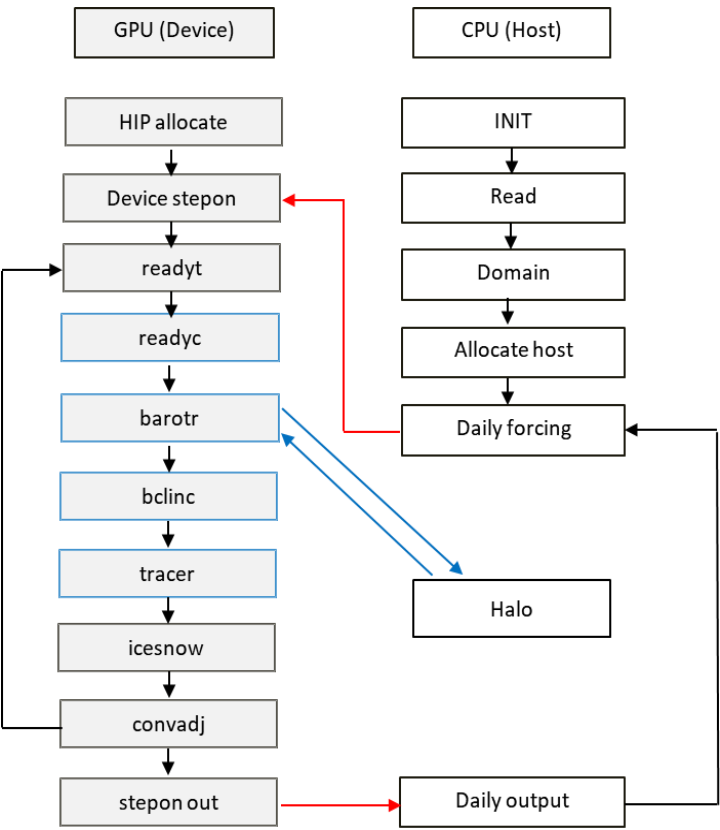 GPU (Device)
CPU (Host)
HIP allocate
Device stepon
readyt
readyc
barotr
bclinc
tracer
icesnow
convadj
stepon out
INIT
Read
Domain
Allocate host
Daily forcing
Halo
Daily output